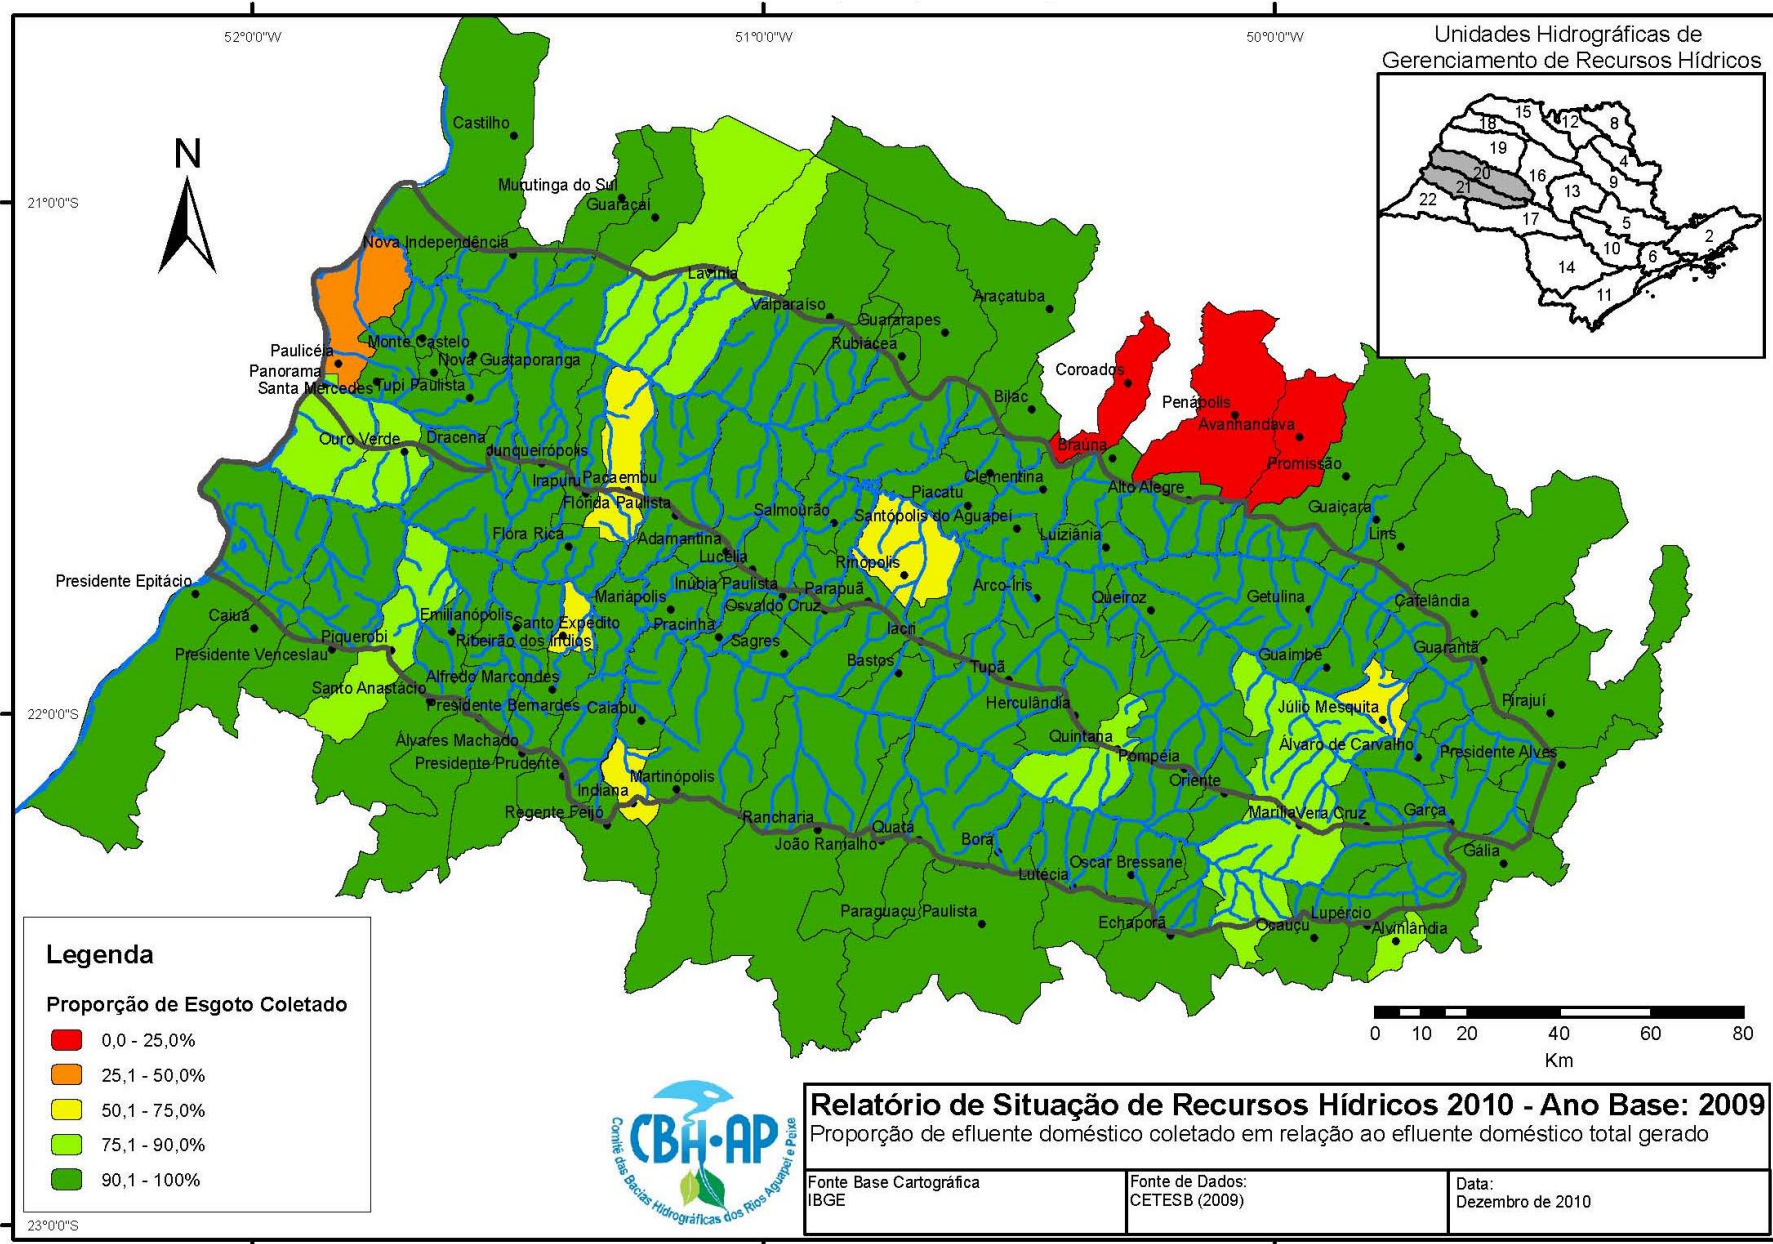 52°0'0"W
51°0'0"W
50°0'0"W
21°0'0"S
22°0'0"S
23°0'0"S
N
Unidades Hidrográficas de
Gerenciamento de Recursos Hídricos
15
18
12
8
19
4
20
16
9
21
13
22
17
5
2
10
6
14
3
11
Castilho
Murutinga do Sul
Guaraçaí
Nova Independência
Lavínia
Valparaíso
Araçatuba
Guararapes
Rubiácea
Monte Castelo
Paulicéia
Nova Guataporanga
Panorama
Santa Mercedes
Tupi Paulista
Coroados
Bilac
Penápolis
Avanhandava
Braúna
Promissão
Ouro Verde
Dracena
Junqueirópolis
Irapuru
Pacaembu
Flórida Paulista
Clementina
Piacatu
Alto Alegre
Salmourão
Santópolis do Aguapeí
Guaiçara
Lins
Flora Rica
Adamantina
Luiziânia
Lucélia
Rinópolis
Presidente Epitácio
Inúbia Paulista
Parapuã
Arco-Íris
Queiroz
Getulina
Cafelândia
Mariápolis
Osvaldo Cruz
Caiuá
Emilianópolis
Santo Expedito
Pracinha
Iacri
Piquerobi
Ribeirão dos Índios
Sagres
Presidente Venceslau
Bastos
Tupã
Guaimbê
Guarantã
Santo Anastácio
Alfredo Marcondes
Presidente Bernardes
Caiabu
Herculândia
Júlio Mesquita
Pirajuí
Álvares Machado
Quintana
Álvaro de Carvalho
Presidente Alves
Presidente Prudente
Pompéia
Martinópolis
Indiana
Oriente
Regente Feijó
Rancharia
Quatá
Marília
Vera Cruz
Garça
João Ramalho
Borá
Gália
Oscar Bressane
Lutécia
Paraguaçu Paulista
Echaporã
Ocauçu
Lupércio
Alvinlândia
Legenda
Proporção de Esgoto Coletado
0,0 - 25,0%
25,1 - 50,0%
50,1 - 75,0%
75,1 - 90,0%
90,1 - 100%
0 10 20 40 60 80
Km
CBH-AP
Comitê das Bacias Hidrográficas dos Rios Aguapeí e Peixe
Relatório de Situação de Recursos Hídricos 2010 - Ano Base: 2009
Proporção de efluente doméstico coletado em relação ao efluente doméstico total gerado
Fonte Base Cartográfica
IBGE
Fonte de Dados:
CETESB (2009)
Data:
Dezembro de 2010